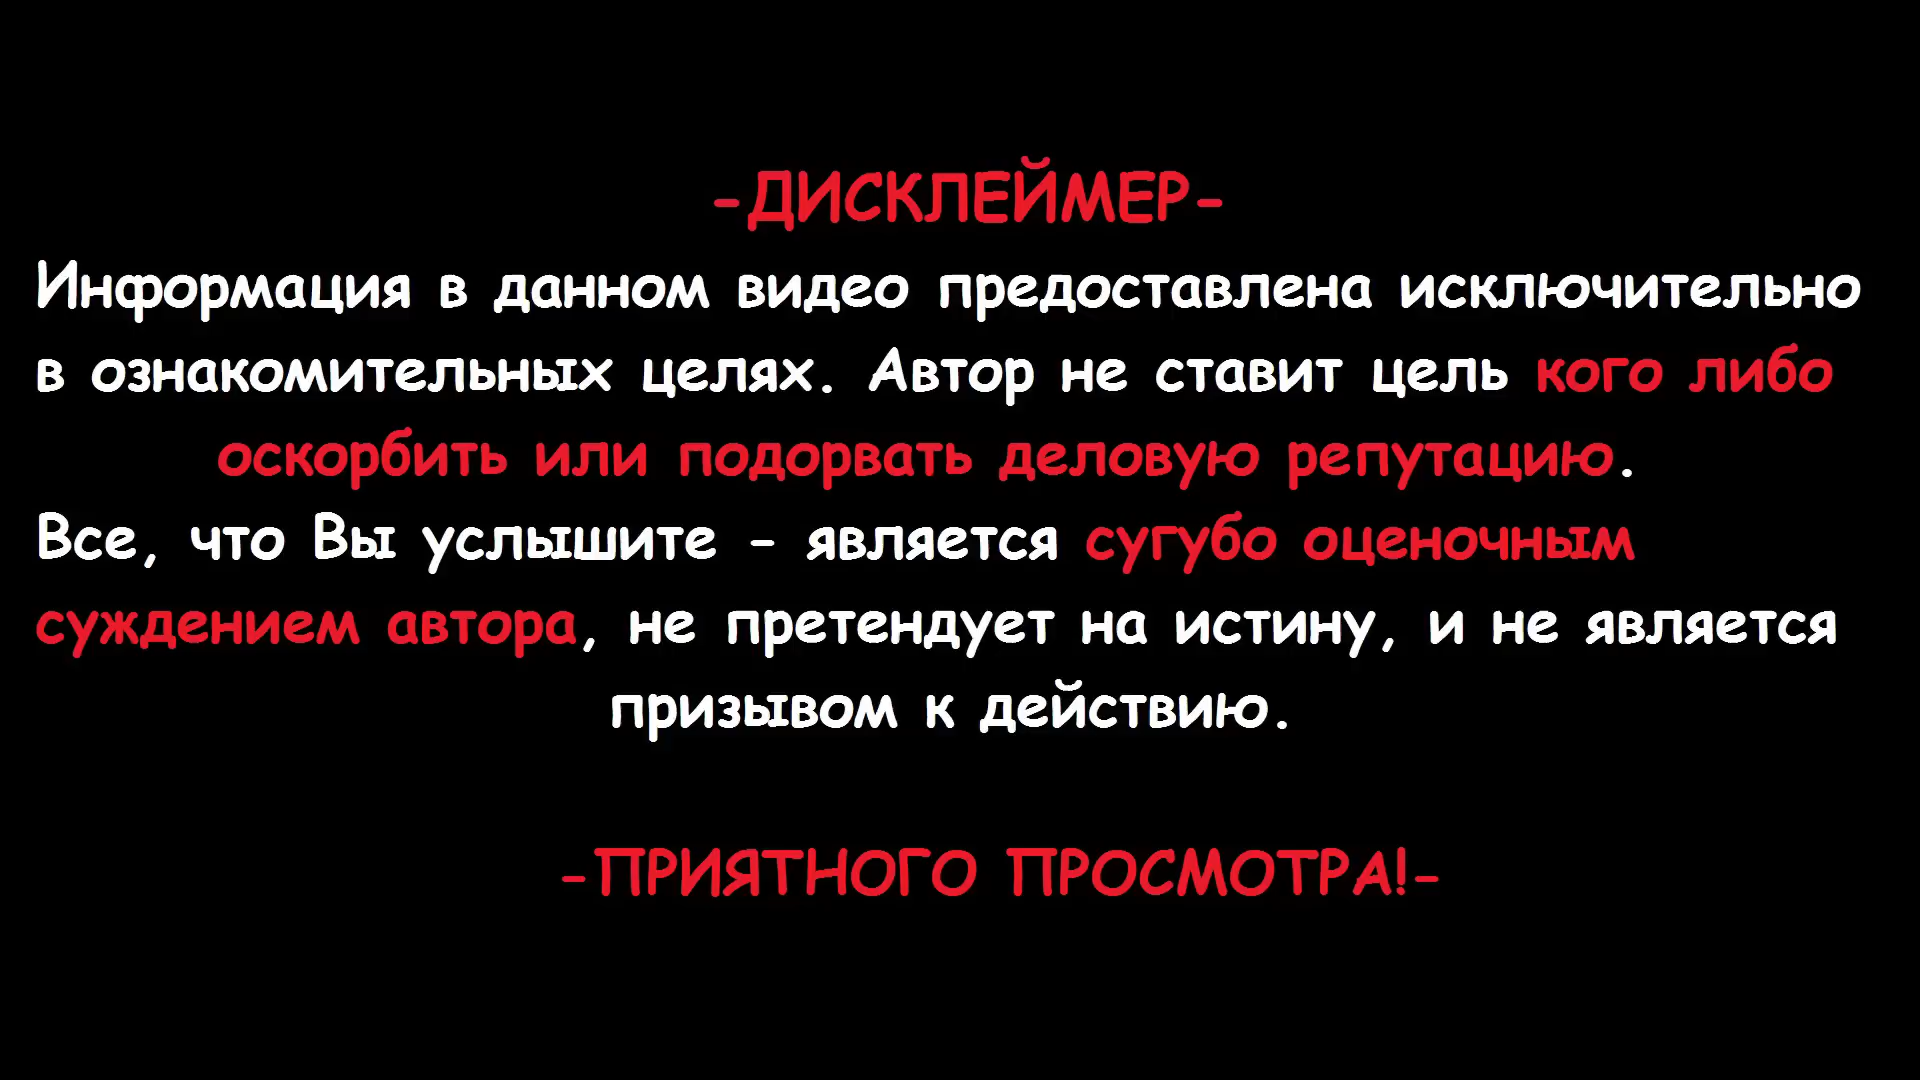 -ДИСКЛЕЙМЕР-
Информация в данном видео предоставлена исключительно
в ознакомительных целях. Автор не ставит цель кого либо
оскорбить или подорвать деловую репутацию.
Все, что Вы услышите - является сугубо оценочным
суждением автора, не претендует на истину, и не является
призывом к действию.
-ПРИЯТНОГО ПРОСМОТРА!-